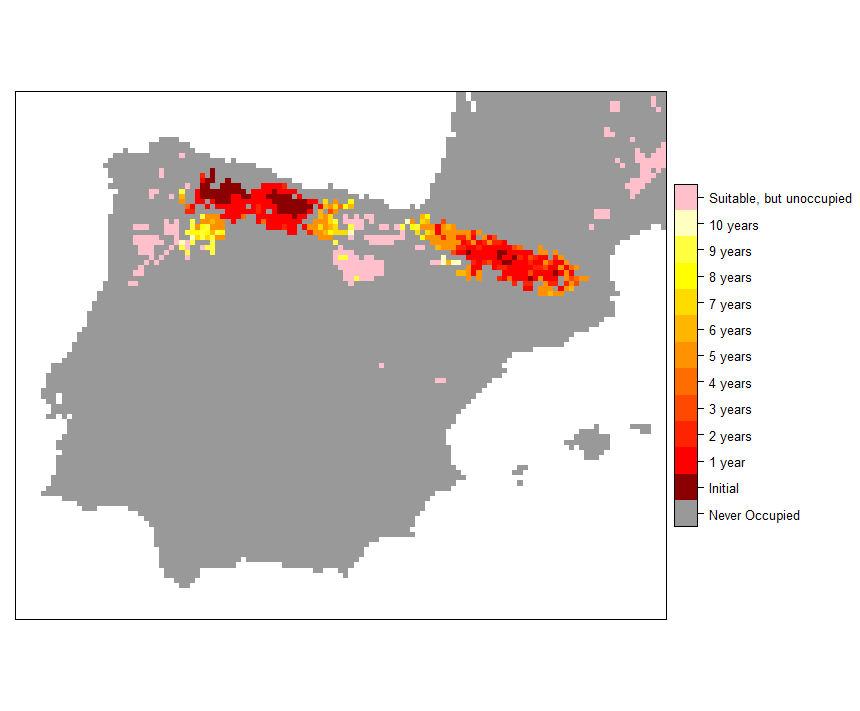 Suitable, but unoccupied
10 years
9 years
8 years
7 years
6 years
5 years
4 years
3 years
2 years
1 year
Initial
Never Occupied